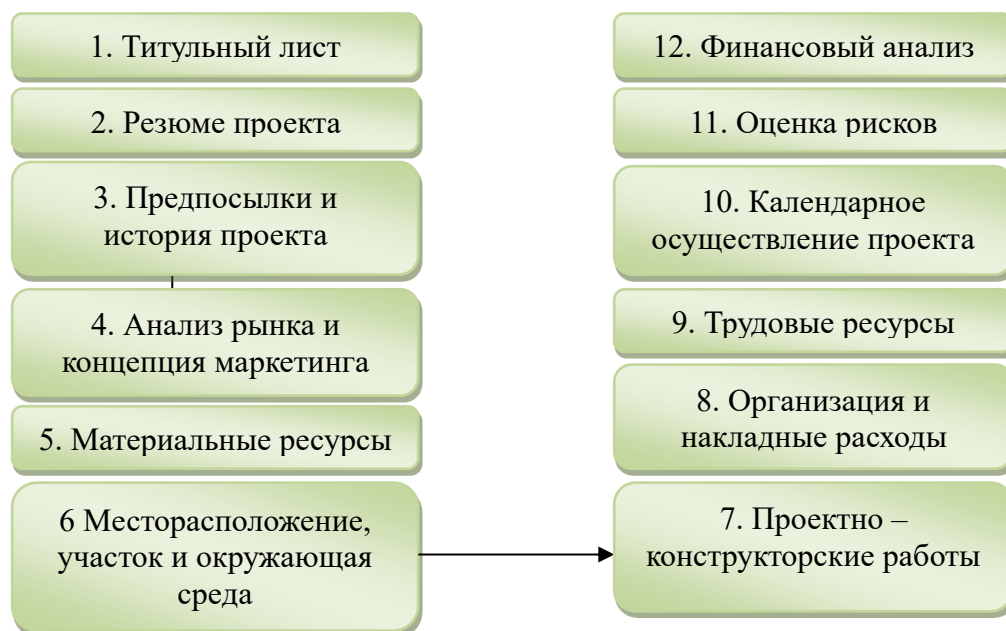 1. Титульный лист
2. Резюме проекта
3. Предпосылки и
история проекта
4. Анализ рынка и
концепция маркетинга
5. Материальные ресурсы
6 Месторасположение,
участок и окружающая
среда
12. Финансовый анализ
11. Оценка рисков
10. Календарное
осуществление проекта
9. Трудовые ресурсы
8. Организация и
накладные расходы
7. Проектно –
конструкторские работы